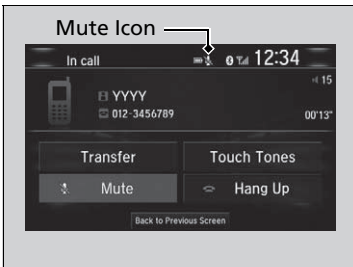 Mute Icon
In call 12:34
15
YYYY
012-3456789
00'13"
Transfer Touch Tones
Mute Hang Up
Back to Previous Screen